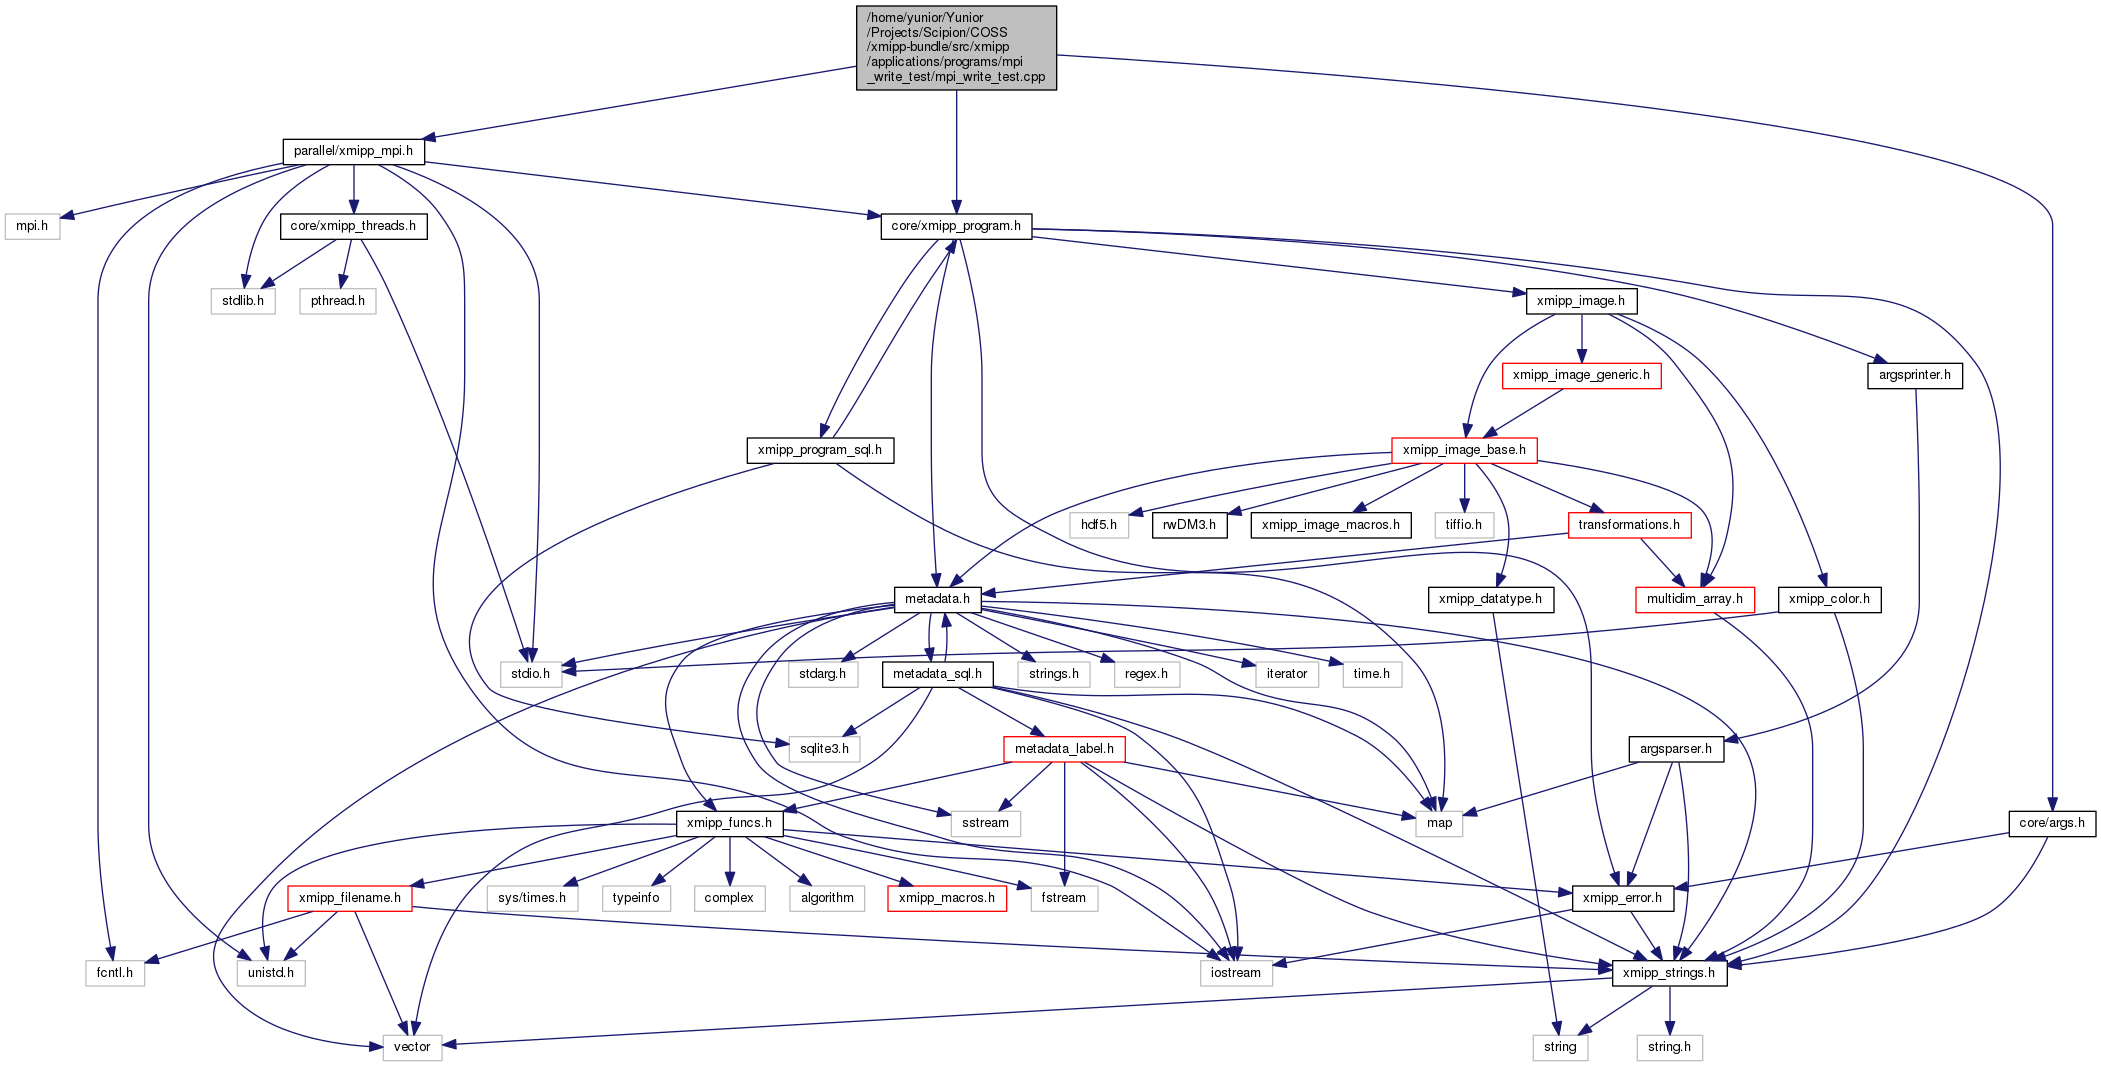 /home/yunior/Yunior
/Projects/Scipion/COSS
/xmipp-bundle/src/xmipp
/applications/programs/mpi
_write_test/mpi_write_test.cpp
parallel/xmipp_mpi.h
mpi.h
core/xmipp_threads.h
core/xmipp_program.h
stdlib.h
pthread.h
xmipp_image.h
xmipp_image_generic.h
argsprinter.h
xmipp_program_sql.h
xmipp_image_base.h
hdf5.h
rwDM3.h
xmipp_image_macros.h
tiffio.h
transformations.h
metadata.h
xmipp_datatype.h
multidim_array.h
xmipp_color.h
stdio.h
stdarg.h
metadata_sql.h
strings.h
regex.h
iterator
time.h
sqlite3.h
metadata_label.h
argsparser.h
xmipp_funcs.h
sstream
map
core/args.h
xmipp_filename.h
sys/times.h
typeinfo
complex
algorithm
xmipp_macros.h
fstream
xmipp_error.h
fcntl.h
unistd.h
iostream
xmipp_strings.h
vector
string
string.h